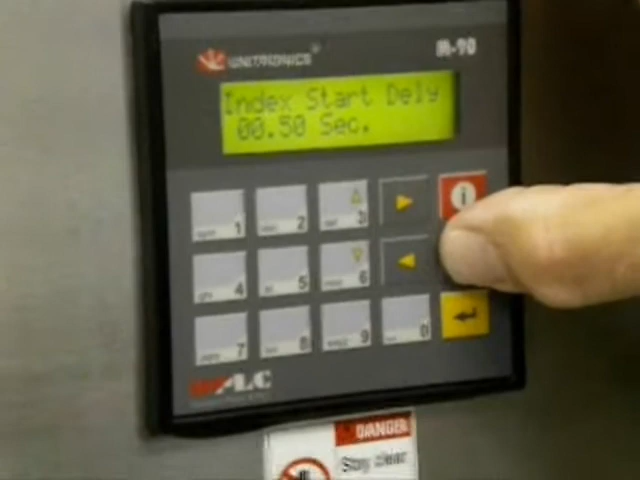 UNITRONICS®
M-90
Index Start Dely
00.50 Sec.
i
1 2 3
4 5 6
7 8 9 0
PLC
DANGER
Stay clear